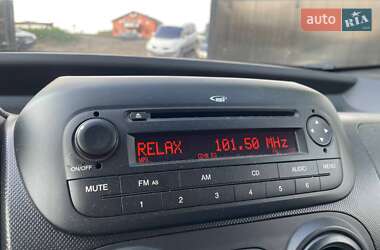 auto RIA.com
RELAX 101.50 MHz
ON/OFF
MUTE FM AS AM CD AUDIO MENU
1 2 3 4 5 6